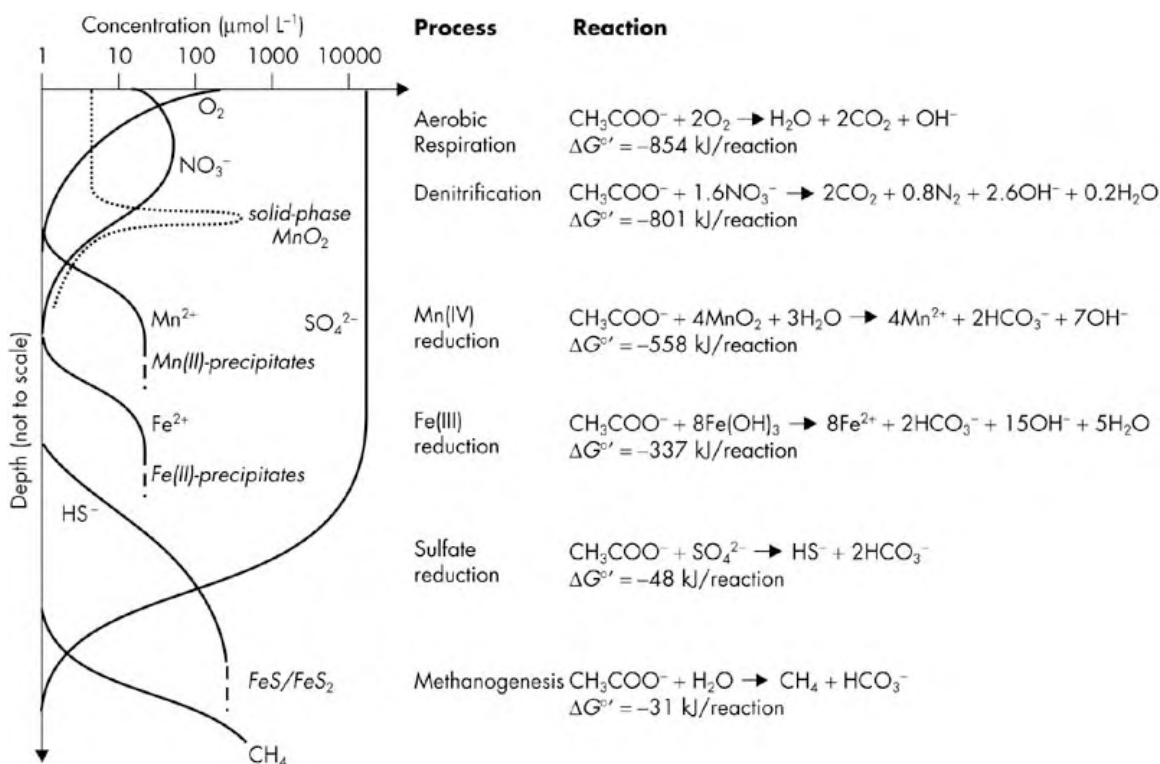 Concentration (μmol L⁻¹)
1 10 100 1000 10000
Depth (not to scale)
O₂
NO₃⁻
solid-phase
MnO₂
Mn²⁺
SO₄²⁻
Mn(II)-precipitates
Fe²⁺
Fe(II)-precipitates
HS⁻
FeS/FeS₂
CH₄
Process Reaction
Aerobic
Respiration
CH₃COO⁻ + 2O₂ → H₂O + 2CO₂ + OH⁻
ΔG°′ = −854 kJ/reaction
Denitrification
CH₃COO⁻ + 1.6NO₃⁻ → 2CO₂ + 0.8N₂ + 2.6OH⁻ + 0.2H₂O
ΔG°′ = −801 kJ/reaction
Mn(IV)
reduction
CH₃COO⁻ + 4MnO₂ + 3H₂O → 4Mn²⁺ + 2HCO₃⁻ + 7OH⁻
ΔG°′ = −558 kJ/reaction
Fe(III)
reduction
CH₃COO⁻ + 8Fe(OH)₃ → 8Fe²⁺ + 2HCO₃⁻ + 15OH⁻ + 5H₂O
ΔG°′ = −337 kJ/reaction
Sulfate
reduction
CH₃COO⁻ + SO₄²⁻ → HS⁻ + 2HCO₃⁻
ΔG°′ = −48 kJ/reaction
Methanogenesis
CH₃COO⁻ + H₂O → CH₄ + HCO₃⁻
ΔG°′ = −31 kJ/reaction